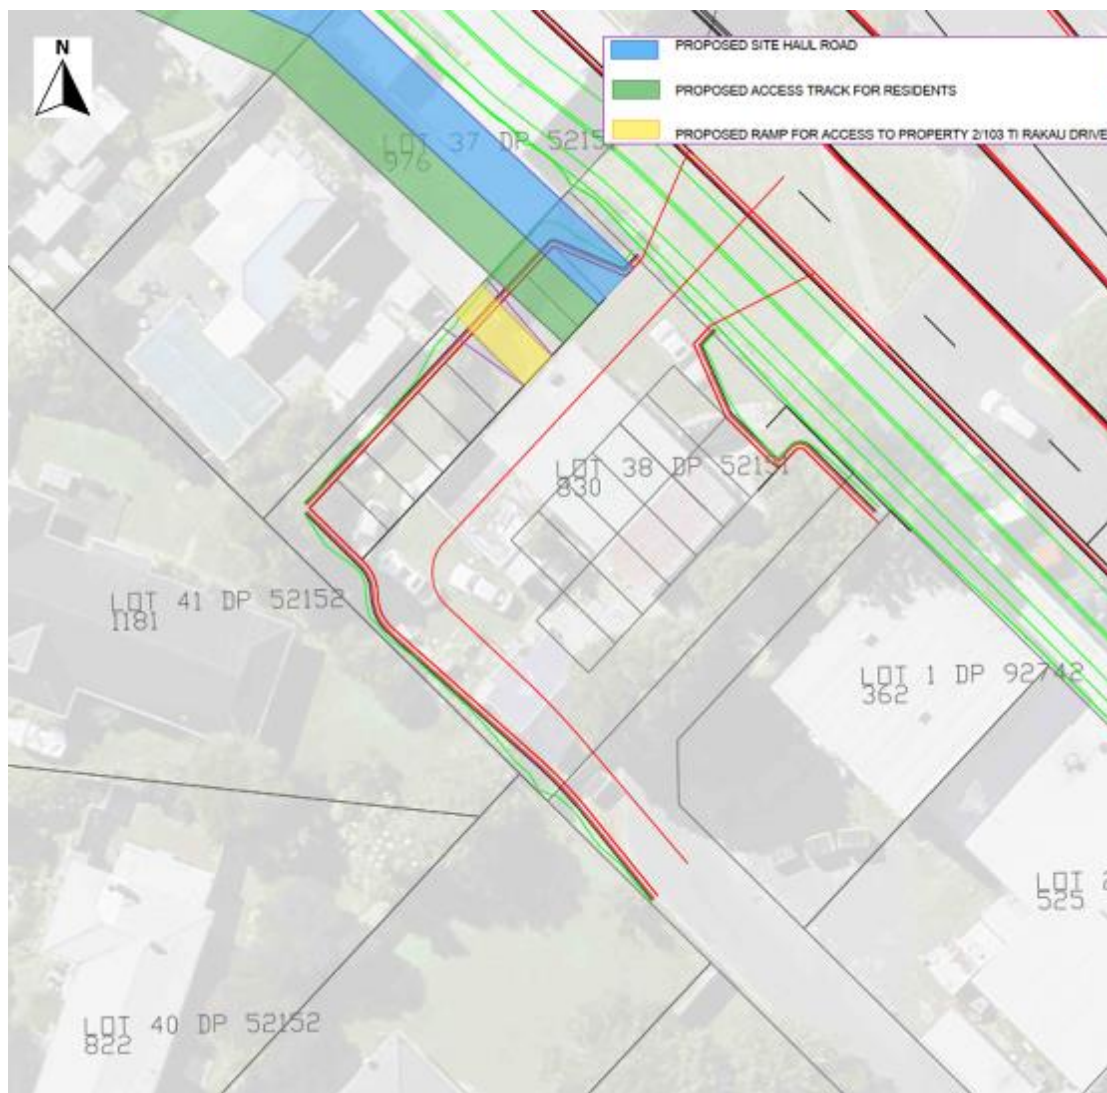 N
PROPOSED SITE HAUL ROAD
PROPOSED ACCESS TRACK FOR RESIDENTS
PROPOSED RAMP FOR ACCESS TO PROPERTY 2/103 TI RAKAU DRIVE
LOT 37 DP 52151
976
LOT 38 DP 52151
830
LOT 41 DP 52152
1181
LOT 1 DP 92742
362
LOT 2
525
LOT 40 DP 52152
822